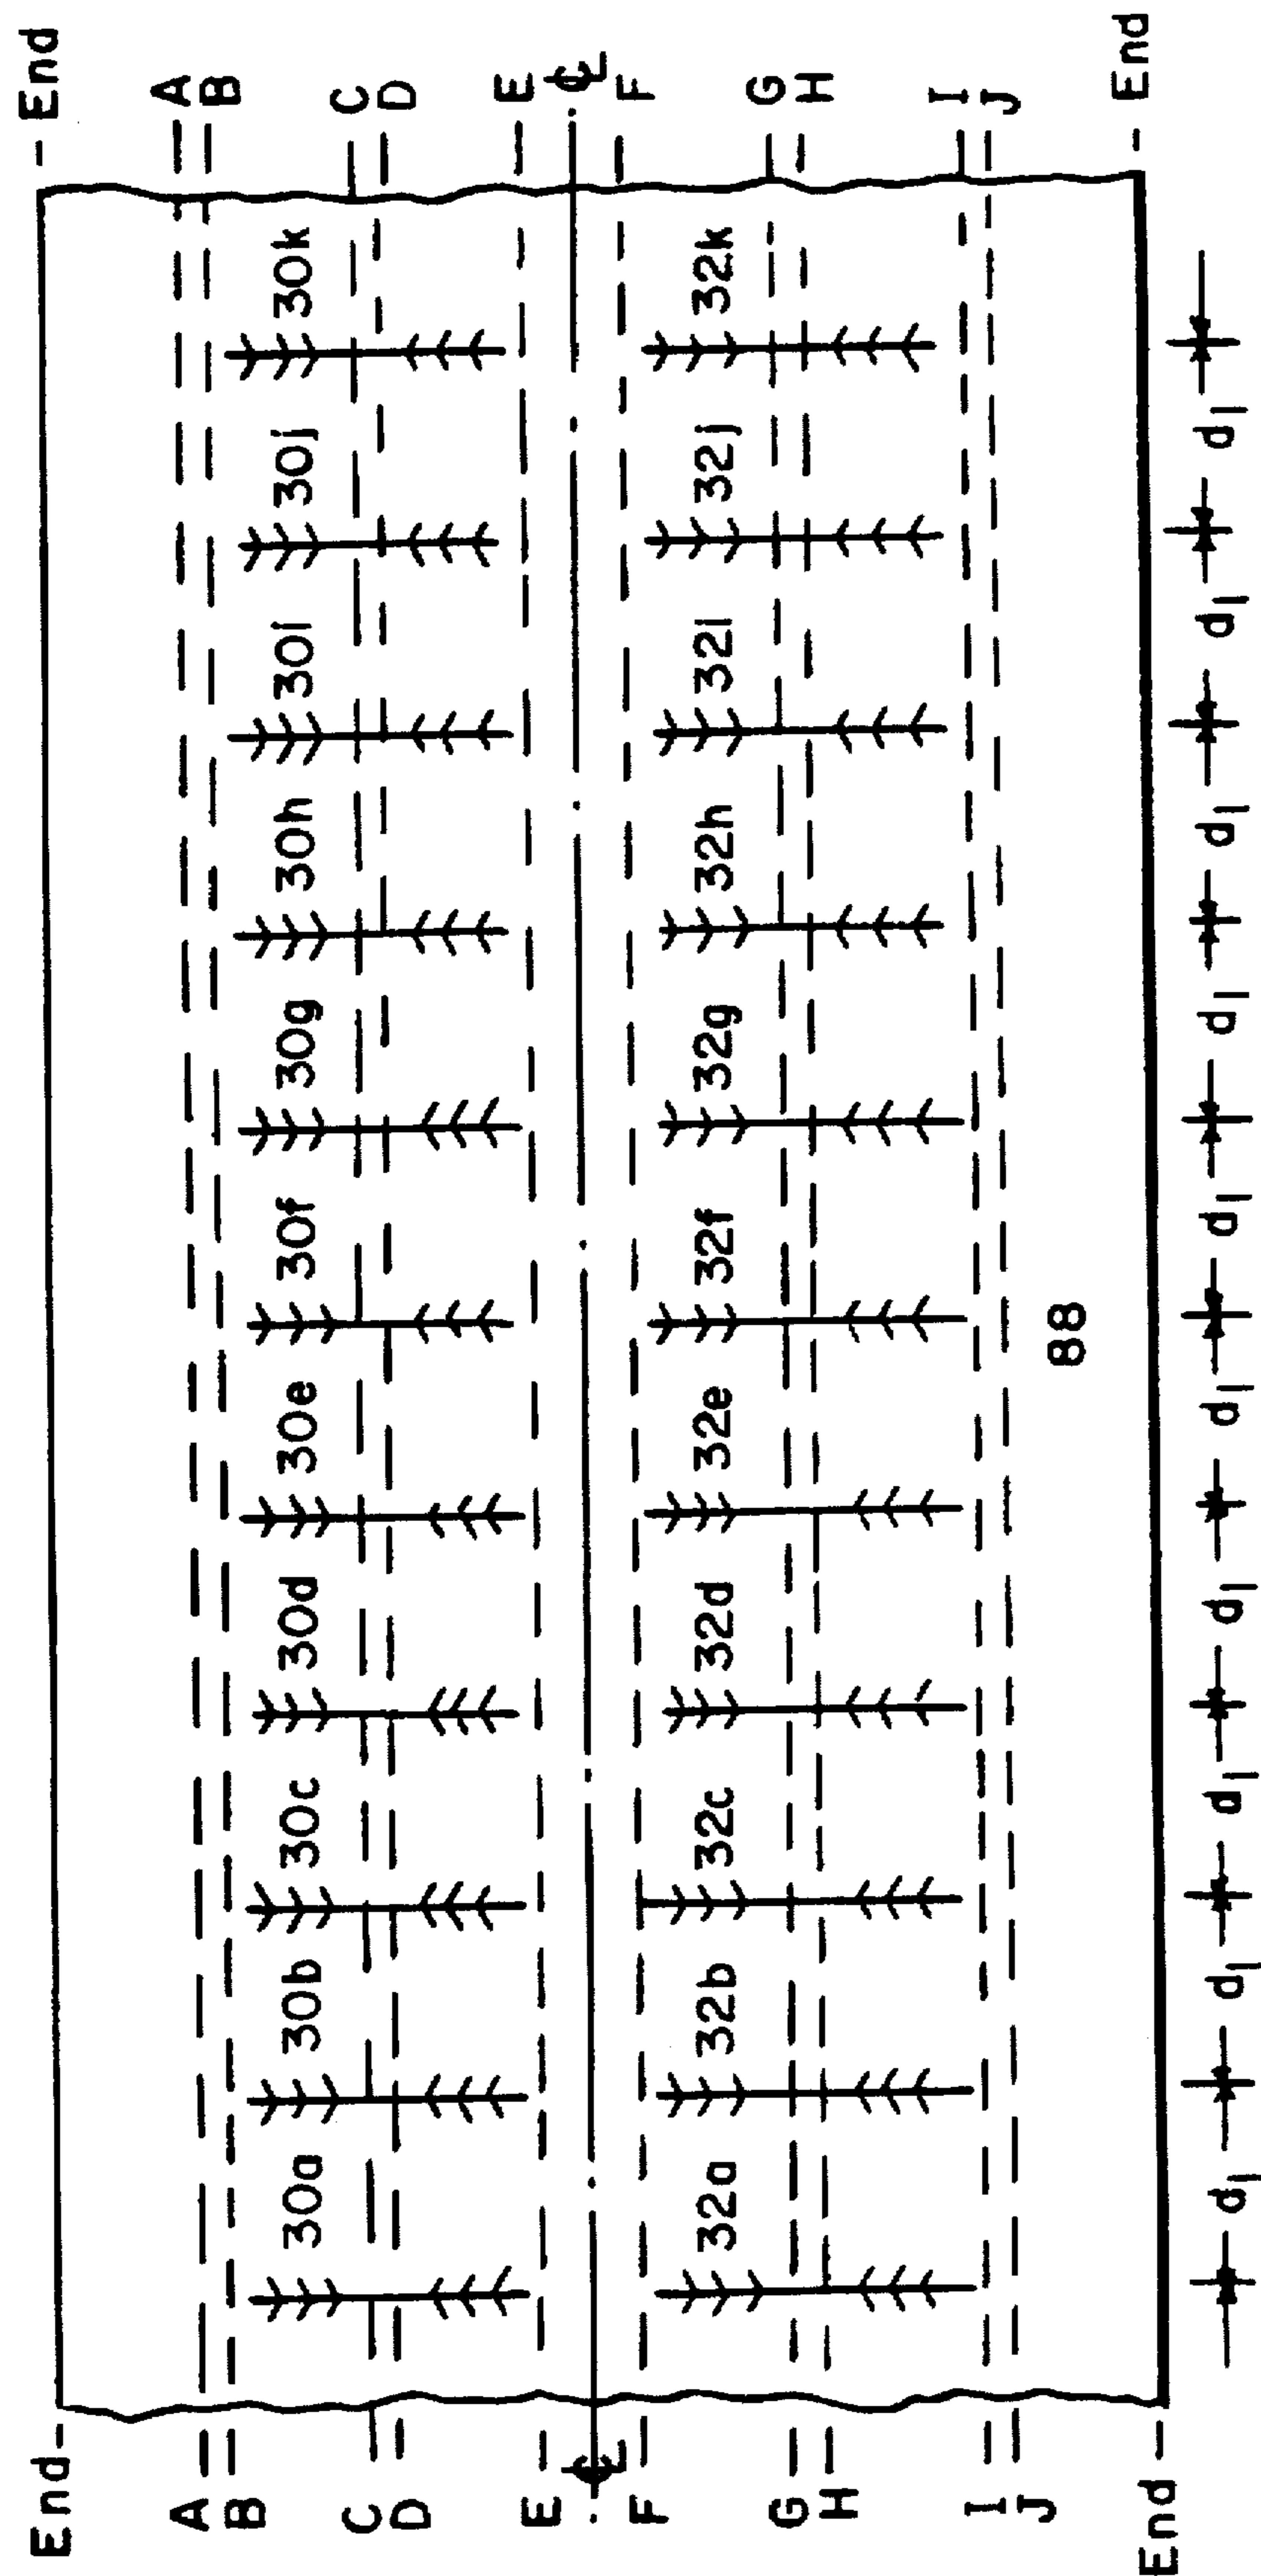 End End
A A
B B
30a 30b 30c 30d 30e 30f 30g 30h 30i 30j 30k
C C
D D
E E
℄ ℄
F F
32a 32b 32c 32d 32e 32f 32g 32h 32i 32j 32k
G G
H H
I I
J J
88
End End
d1 d1 d1 d1 d1 d1 d1 d1 d1 d1